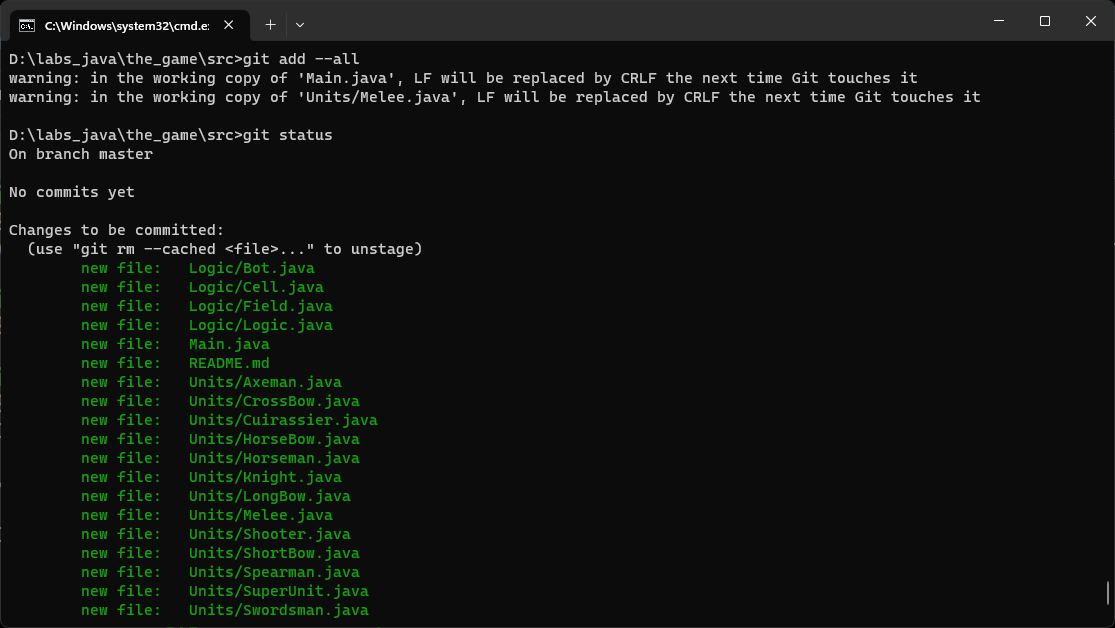 C:\Windows\system32\cmd.e
D:\labs_java\the_game\src>git add --all
warning: in the working copy of 'Main.java', LF will be replaced by CRLF the next time Git touches it
warning: in the working copy of 'Units/Melee.java', LF will be replaced by CRLF the next time Git touches it
D:\labs_java\the_game\src>git status
On branch master
No commits yet
Changes to be committed:
(use "git rm --cached <file>..." to unstage)
new file: Logic/Bot.java
new file: Logic/Cell.java
new file: Logic/Field.java
new file: Logic/Logic.java
new file: Main.java
new file: README.md
new file: Units/Axeman.java
new file: Units/CrossBow.java
new file: Units/Cuirassier.java
new file: Units/HorseBow.java
new file: Units/Horseman.java
new file: Units/Knight.java
new file: Units/LongBow.java
new file: Units/Melee.java
new file: Units/Shooter.java
new file: Units/ShortBow.java
new file: Units/Spearman.java
new file: Units/SuperUnit.java
new file: Units/Swordsman.java